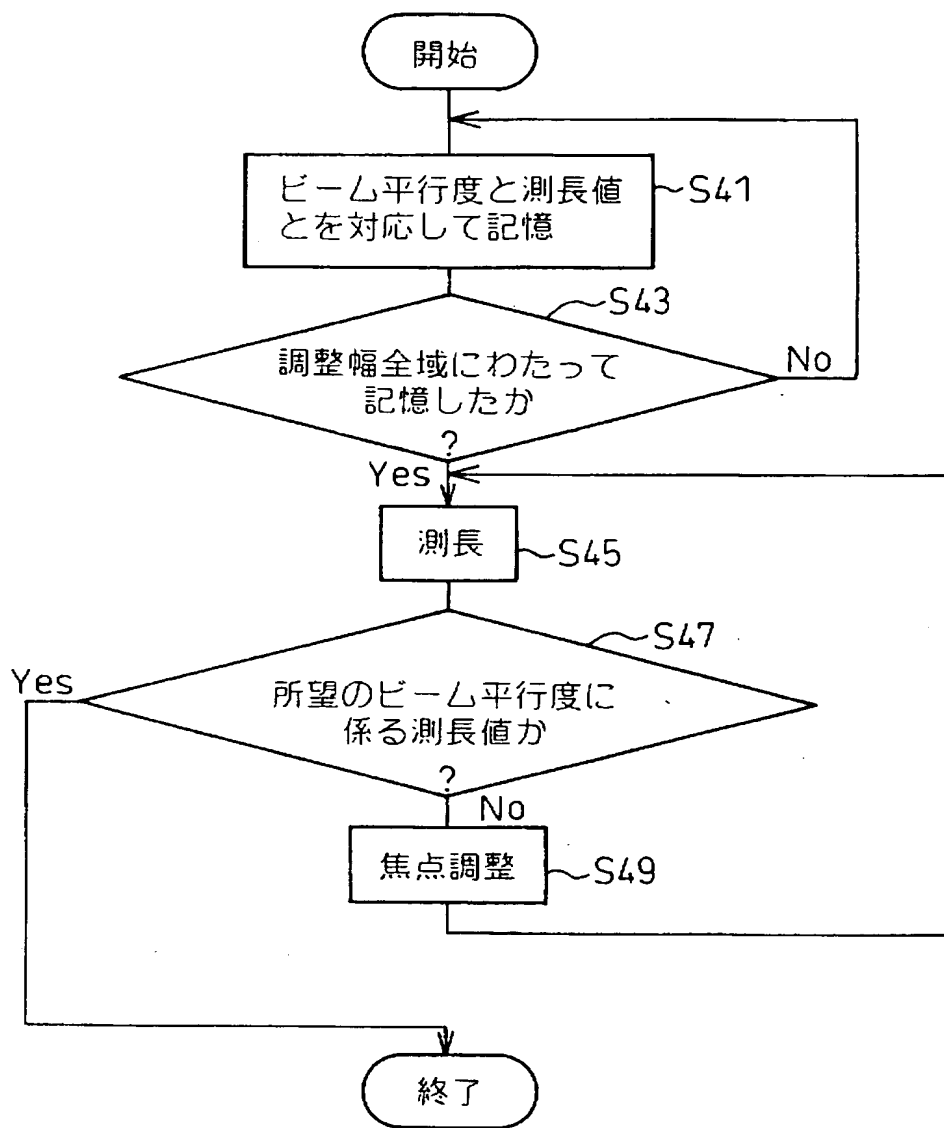 開始
ビーム平行度と測長値
とを対応して記憶
S41
S43
調整幅全域にわたって
記憶したか
?
No
Yes
測長
S45
S47
Yes
所望のビーム平行度に
係る測長値か
?
No
焦点調整
S49
終了